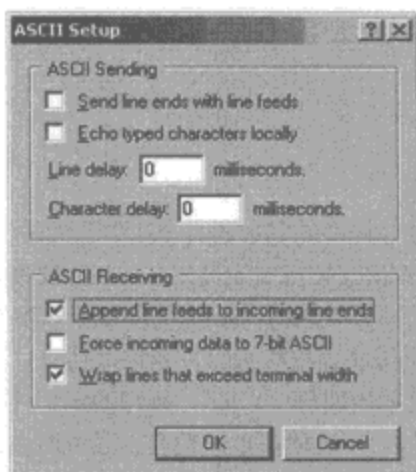 ASCII Setup
ASCII Sending
Send line ends with line feeds
Echo typed characters locally
Line delay: 0 milliseconds.
Character delay: 0 milliseconds.
ASCII Receiving
Append line feeds to incoming line ends
Force incoming data to 7-bit ASCII
Wrap lines that exceed terminal width
OK Cancel